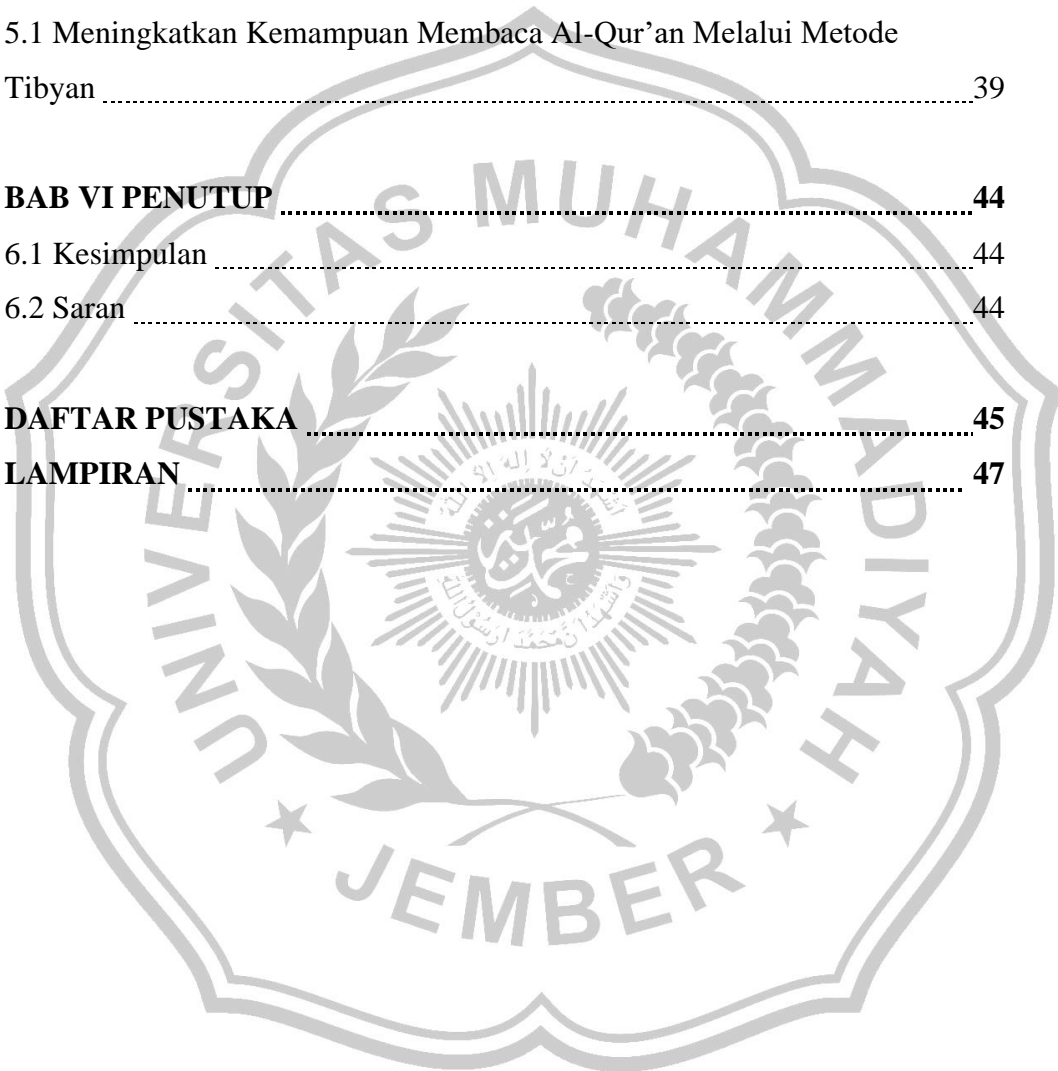 5.1 Meningkatkan Kemampuan Membaca Al-Qur’an Melalui Metode
Tibyan 39
BAB VI PENUTUP 44
6.1 Kesimpulan 44
6.2 Saran 44
DAFTAR PUSTAKA 45
LAMPIRAN 47
UNIVERSITAS MUHAMMADIYAH
JEMBER